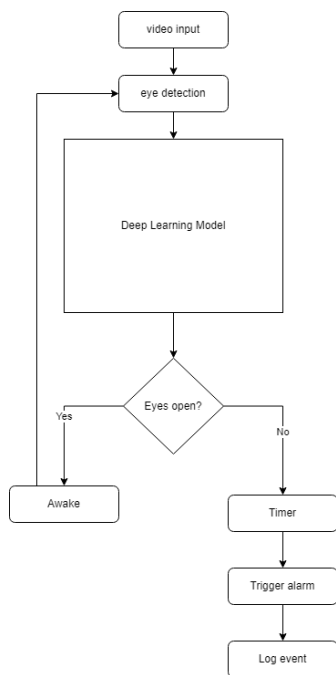 video input
eye detection
Deep Learning Model
Eyes open?
Yes
No
Awake
Timer
Trigger alarm
Log event